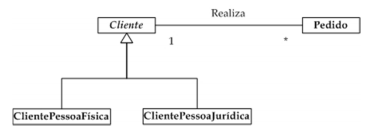 Realiza
Cliente
Pedido
1
*
ClientePessoaFísica
ClientePessoaJurídica